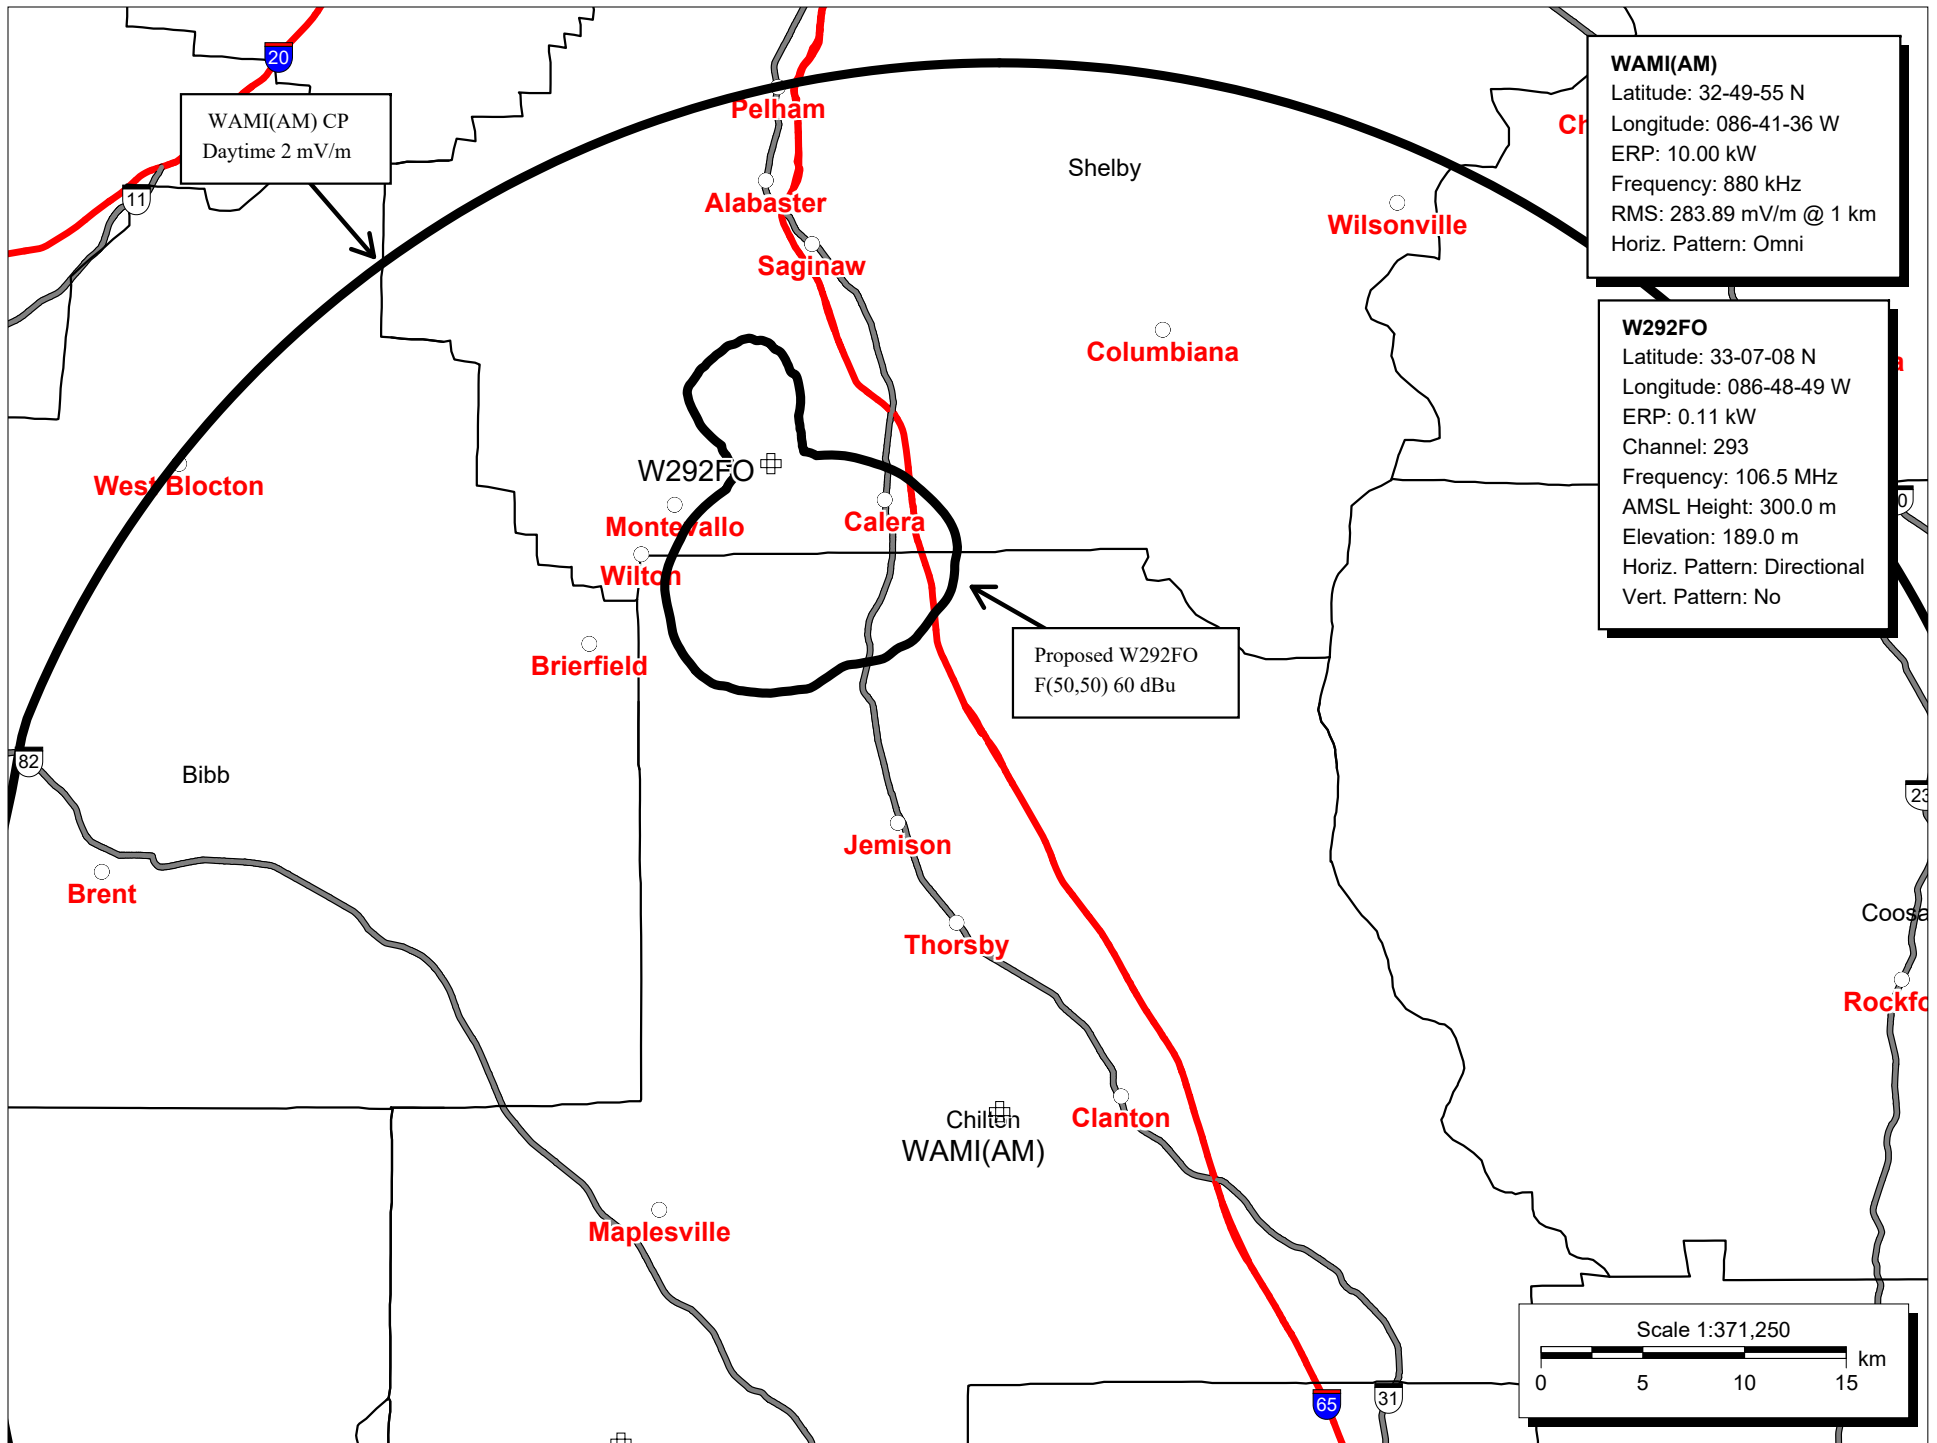 20
Pelham
WAMI(AM) CP
Daytime 2 mV/m
11
Alabaster
Saginaw
Shelby
Wilsonville
WAMI(AM)
Latitude: 32-49-55 N
Longitude: 086-41-36 W
ERP: 10.00 kW
Frequency: 880 kHz
RMS: 283.89 mV/m @ 1 km
Horiz. Pattern: Omni
Columbiana
W292FO
Latitude: 33-07-08 N
Longitude: 086-48-49 W
ERP: 0.11 kW
Channel: 293
Frequency: 106.5 MHz
AMSL Height: 300.0 m
Elevation: 189.0 m
Horiz. Pattern: Directional
Vert. Pattern: No
West Blocton
W292FO
Montevallo
Calera
Wilton
Brierfield
Proposed W292FO
F(50,50) 60 dBu
82
Bibb
Brent
Jemison
Thorsby
23
Coosa
Rockfo
Chilton
WAMI(AM)
Clanton
Maplesville
65
31
Scale 1:371,250
km
0 5 10 15